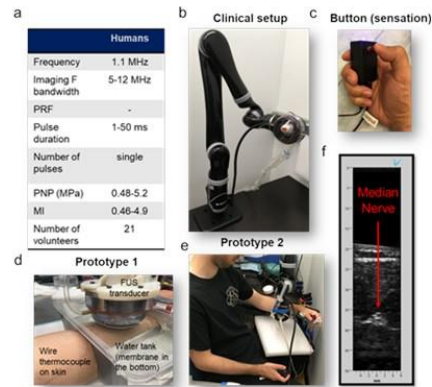 a
Humans
Frequency 1.1 MHz
Imaging F bandwidth 5-12 MHz
PRF -
Pulse duration 1-50 ms
Number of pulses single
PNP (MPa) 0.48-5.2
MI 0.46-4.9
Number of volunteers 21
b
Clinical setup
c
Button (sensation)
d
Prototype 1
FUS
transducer
Wire
thermocouple
on skin
Water tank
(membrane in
the bottom)
e
Prototype 2
f
Median
Nerve